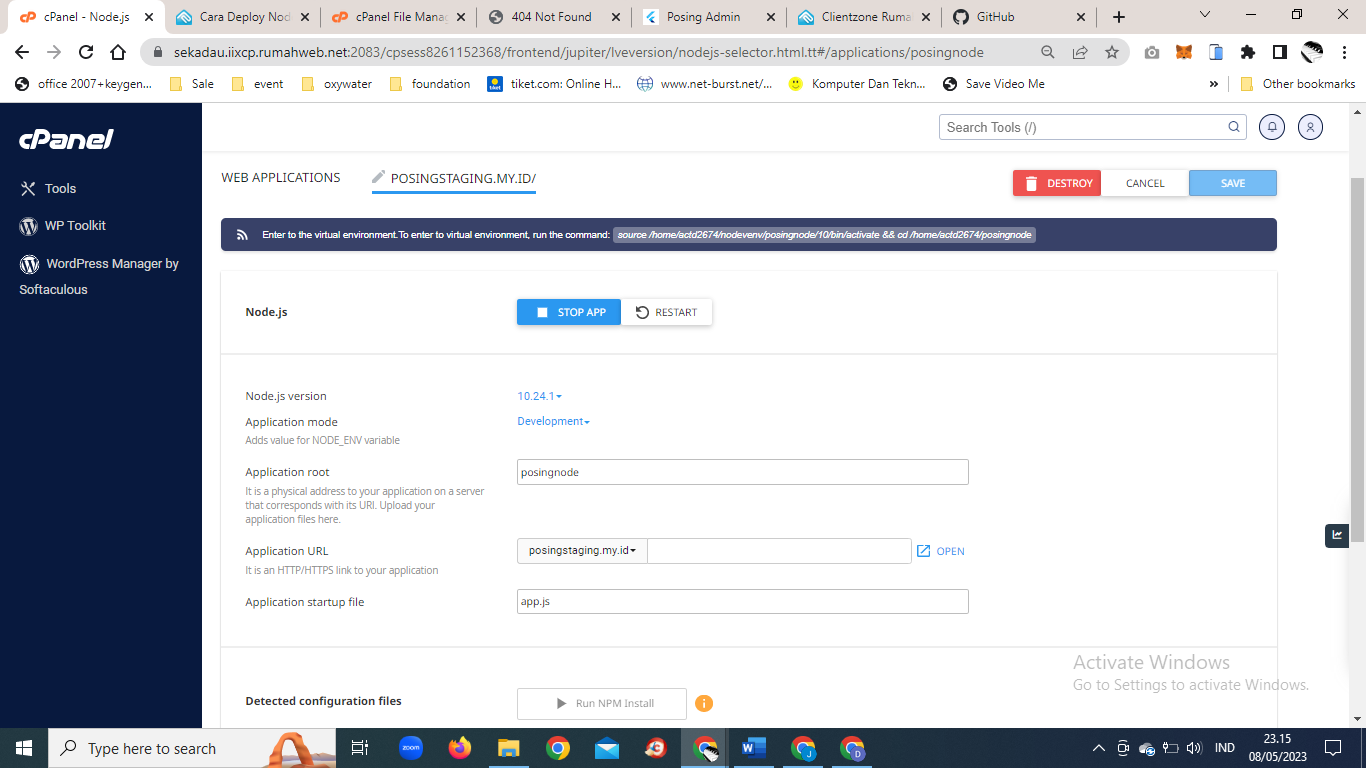 cPanel - Node.js
Cara Deploy Nod
cPanel File Mana
404 Not Found
Posing Admin
Clientzone Ruma
GitHub
sekadau.iixcp.rumahweb.net:2083/cpsess8261152368/frontend/jupiter/lveversion/nodejs-selector.html.tt#/applications/posingnode
office 2007+keygen...
Sale
event
oxywater
foundation
tiket
tiket.com: Online H...
www.net-burst.net/...
Komputer Dan Tekn...
Save Video Me
»
Other bookmarks
cPanel
Search Tools (/)
Tools
WP Toolkit
WordPress Manager by
Softaculous
WEB APPLICATIONS
POSINGSTAGING.MY.ID/
DESTROY
CANCEL
SAVE
Enter to the virtual environment.To enter to virtual environment, run the command: source /home/actd2674/nodevenv/posingnode/10/bin/activate && cd /home/actd2674/posingnode
Node.js
STOP APP
RESTART
Node.js version
10.24.1
Application mode
Development
Adds value for NODE_ENV variable
Application root
posingnode
It is a physical address to your application on a server
that corresponds with its URI. Upload your
application files here.
Application URL
posingstaging.my.id
OPEN
It is an HTTP/HTTPS link to your application
Application startup file
app.js
Detected configuration files
Run NPM Install
Activate Windows
Go to Settings to activate Windows.
Type here to search
zoom
IND
23.15
08/05/2023